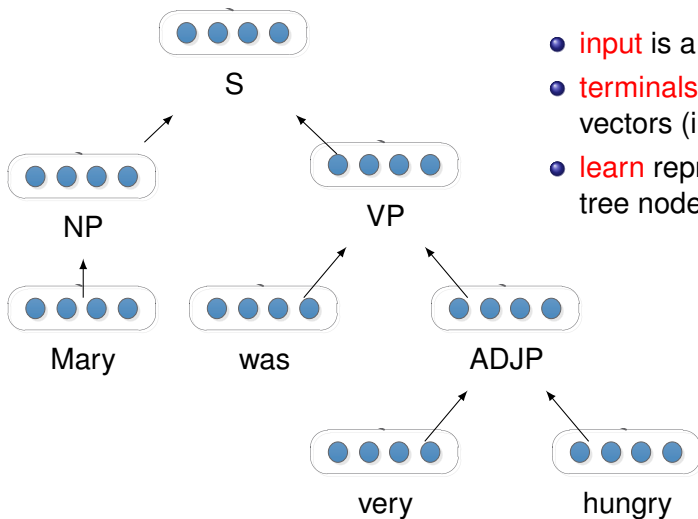 S
NP
VP
Mary
was
ADJP
very
hungry
input is a
terminals
vectors (i
learn repr
tree node